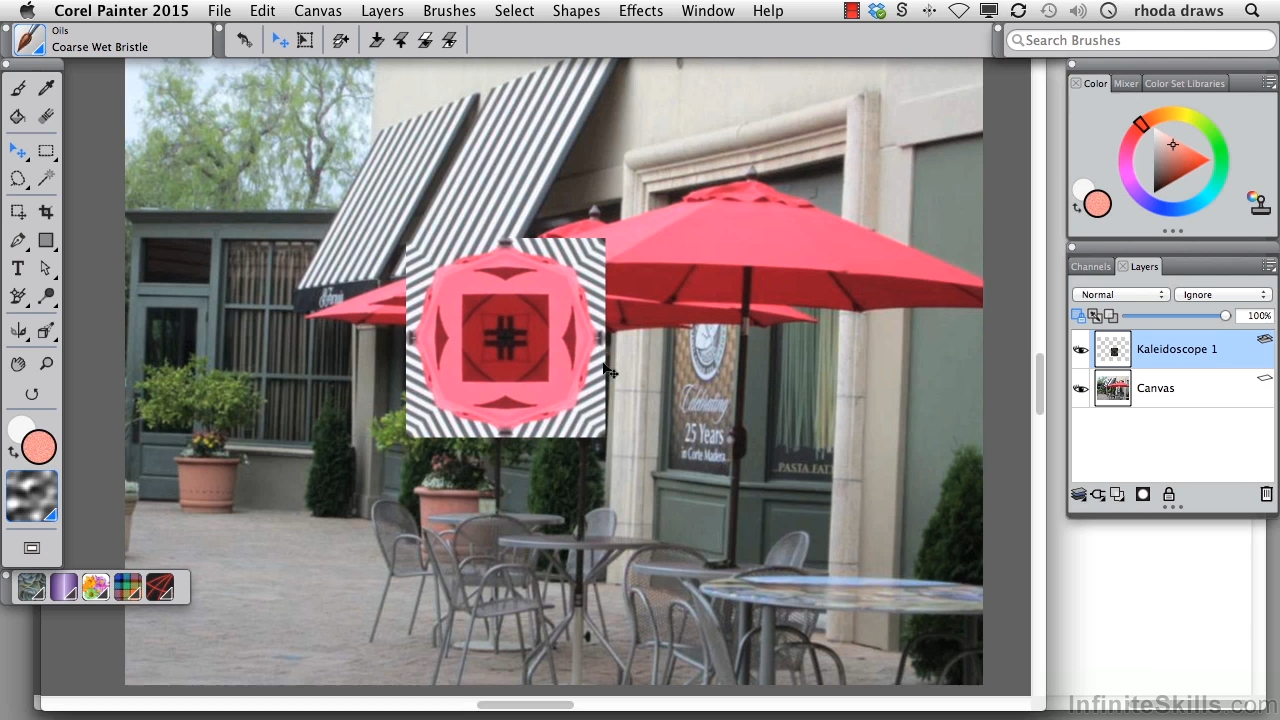 Corel Painter 2015 File Edit Canvas Layers Brushes Select Shapes Effects Window Help rhoda draws
Oils
Coarse Wet Bristle
Search Brushes
Color Mixer Color Set Libraries
Channels Layers
Normal Ignore
100%
Kaleidoscope 1
Canvas
Celebrating
25 Years
in Corte Madera
PASTA
InfiniteSkills.com